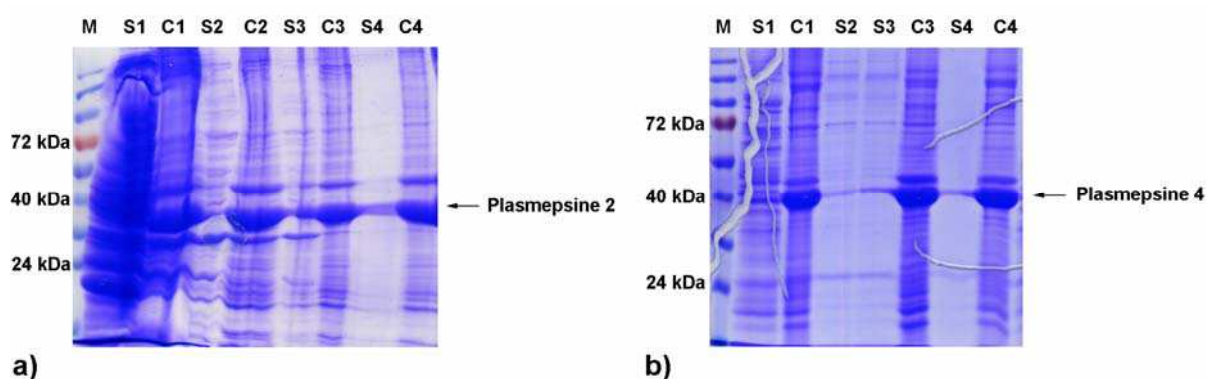 M S1 C1 S2 C2 S3 C3 S4 C4
72 kDa
40 kDa
24 kDa
Plasmepsine 2
a)
M S1 C1 S2 S3 C3 S4 C4
72 kDa
40 kDa
24 kDa
Plasmepsine 4
b)